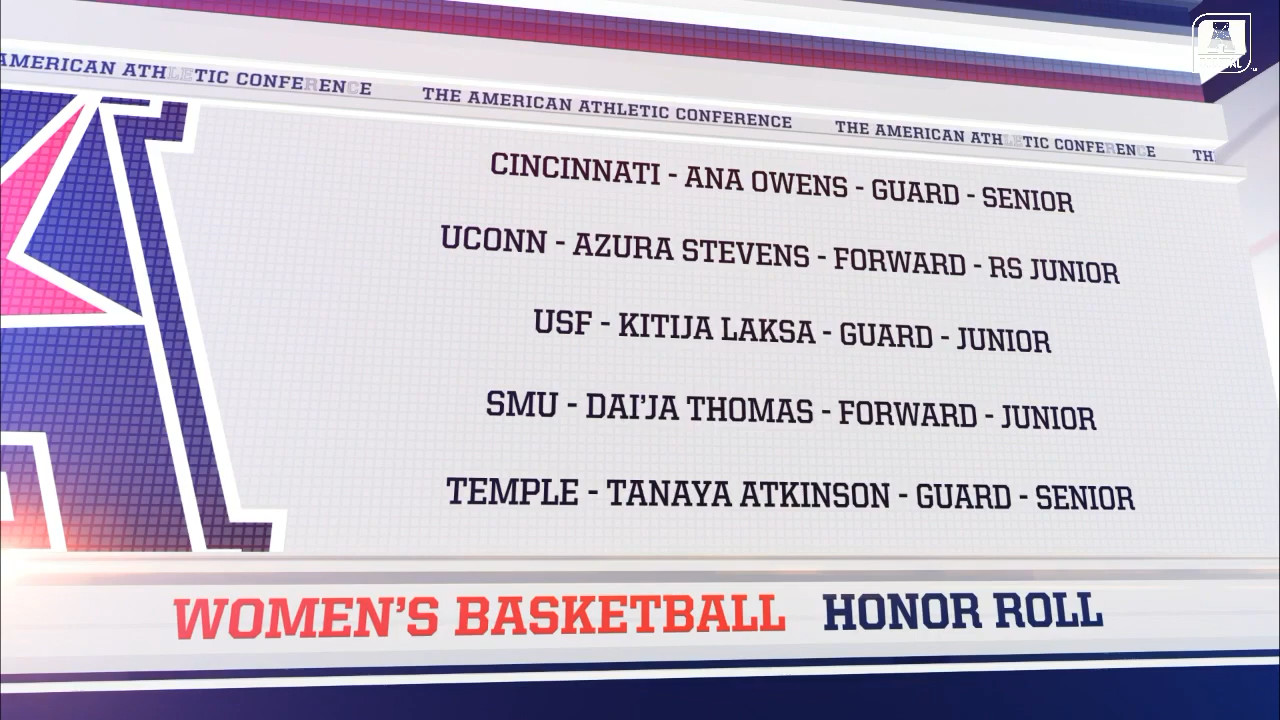 AMERICAN ATHLETIC CONFERENCE THE AMERICAN ATHLETIC CONFERENCE THE AMERICAN ATHLETIC CONFERENCE TH
CINCINNATI - ANA OWENS - GUARD - SENIOR
UCONN - AZURA STEVENS - FORWARD - RS JUNIOR
USF - KITIJA LAKSA - GUARD - JUNIOR
SMU - DAI'JA THOMAS - FORWARD - JUNIOR
TEMPLE - TANAYA ATKINSON - GUARD - SENIOR
WOMEN'S BASKETBALL HONOR ROLL